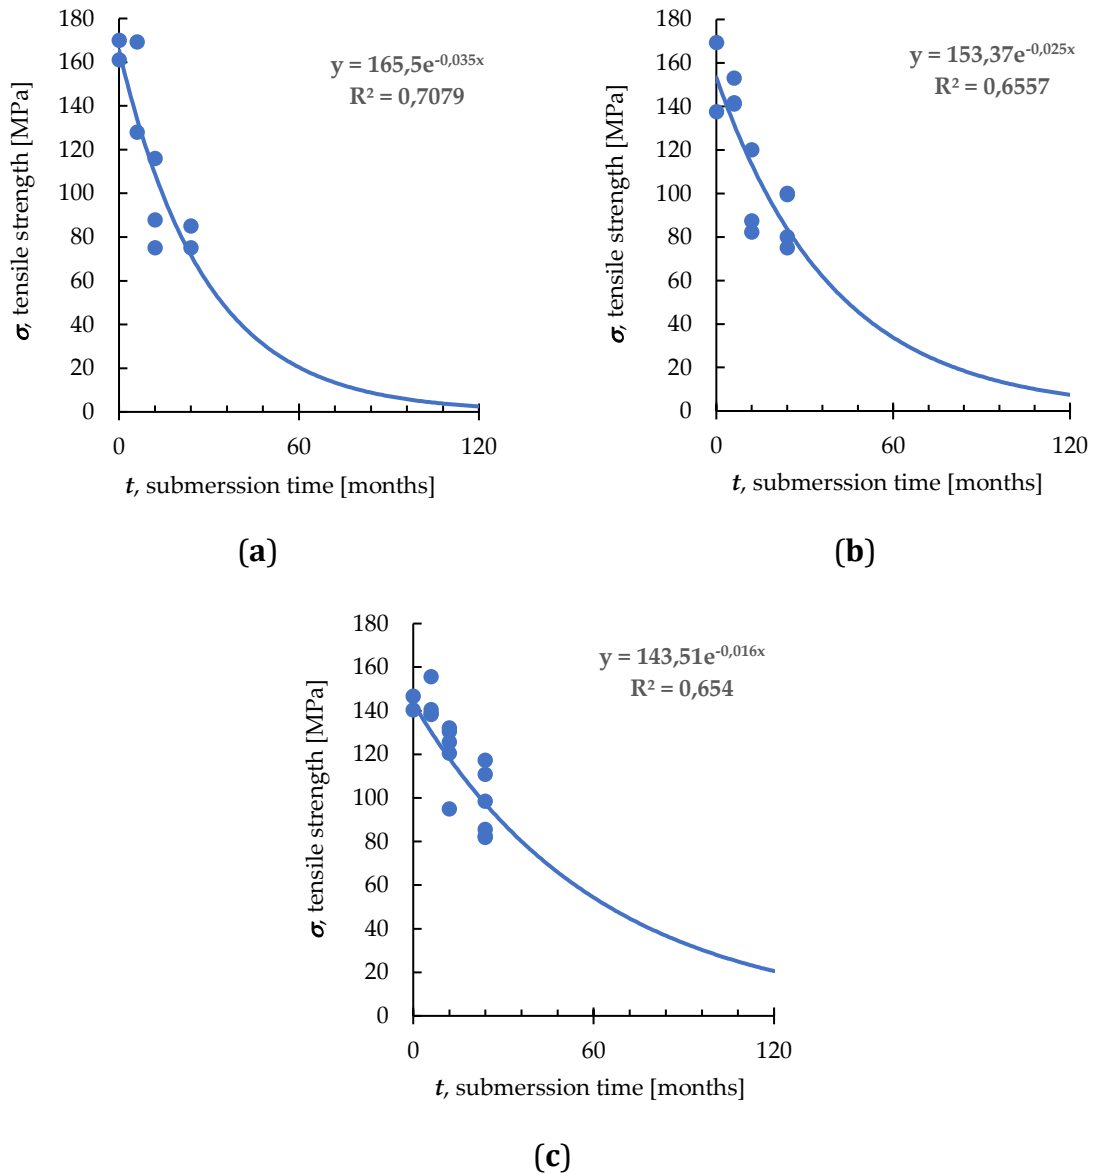 180
160
140
120
100
80
60
40
20
0
σ, tensile strength [MPa]
y = 165,5e^-0,035x
R² = 0,7079
0 60 120
t, submerssion time [months]
(a)
180
160
140
120
100
80
60
40
20
0
σ, tensile strength [MPa]
y = 153,37e^-0,025x
R² = 0,6557
0 60 120
t, submerssion time [months]
(b)
180
160
140
120
100
80
60
40
20
0
σ, tensile strength [MPa]
y = 143,51e^-0,016x
R² = 0,654
0 60 120
t, submerssion time [months]
(c)